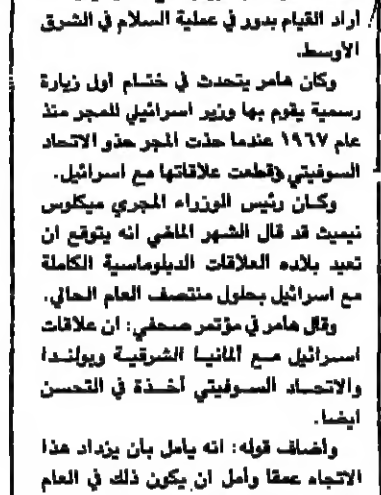 اراد القيام بدور في عملية السلام في الشرق
الاوسط.
وكان هامر يتحدث في ختام اول زيارة
رسمية يقوم بها وزير اسرائيلي للمجر منذ
عام ١٩٦٧ عندما حذت المجر حذو الاتحاد
السوفيتي وقطعت علاقاتها مع اسرائيل.
وكان رئيس الوزراء المجري ميكلوس
نيميث قد قال الشهر الماضي انه يتوقع ان
تعيد بلاده العلاقات الدبلوماسية الكاملة
مع اسرائيل بحلول منتصف العام الحالي.
وقال هامر في مؤتمر صحفي: ان علاقات
اسرائيل مع المانيا الشرقية وبولندا
والاتحاد السوفيتي آخذة في التحسن
ايضا.
وأضاف قوله: انه يامل بان يزداد هذا
الاتجاه عمقا وأمل ان يكون ذلك في العام